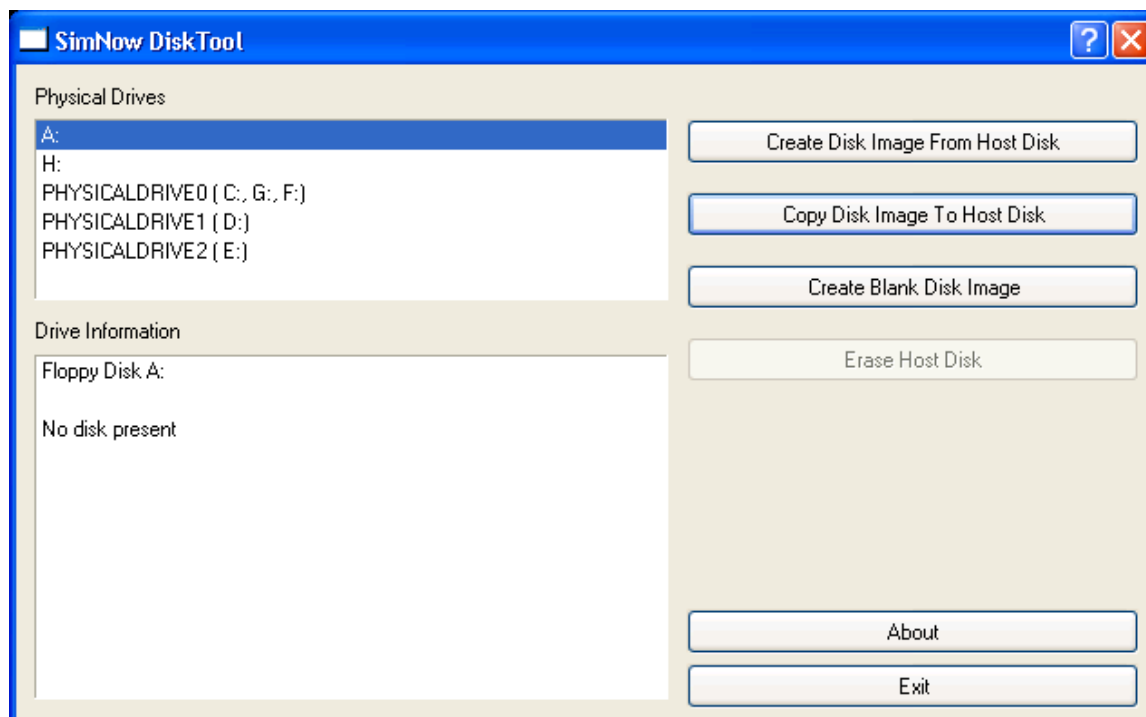 SimNow DiskTool
Physical Drives
A:
H:
PHYSICALDRIVE0 ( C:, G:, F:)
PHYSICALDRIVE1 ( D:)
PHYSICALDRIVE2 ( E:)
Drive Information
Floppy Disk A:
No disk present
Create Disk Image From Host Disk
Copy Disk Image To Host Disk
Create Blank Disk Image
Erase Host Disk
About
Exit